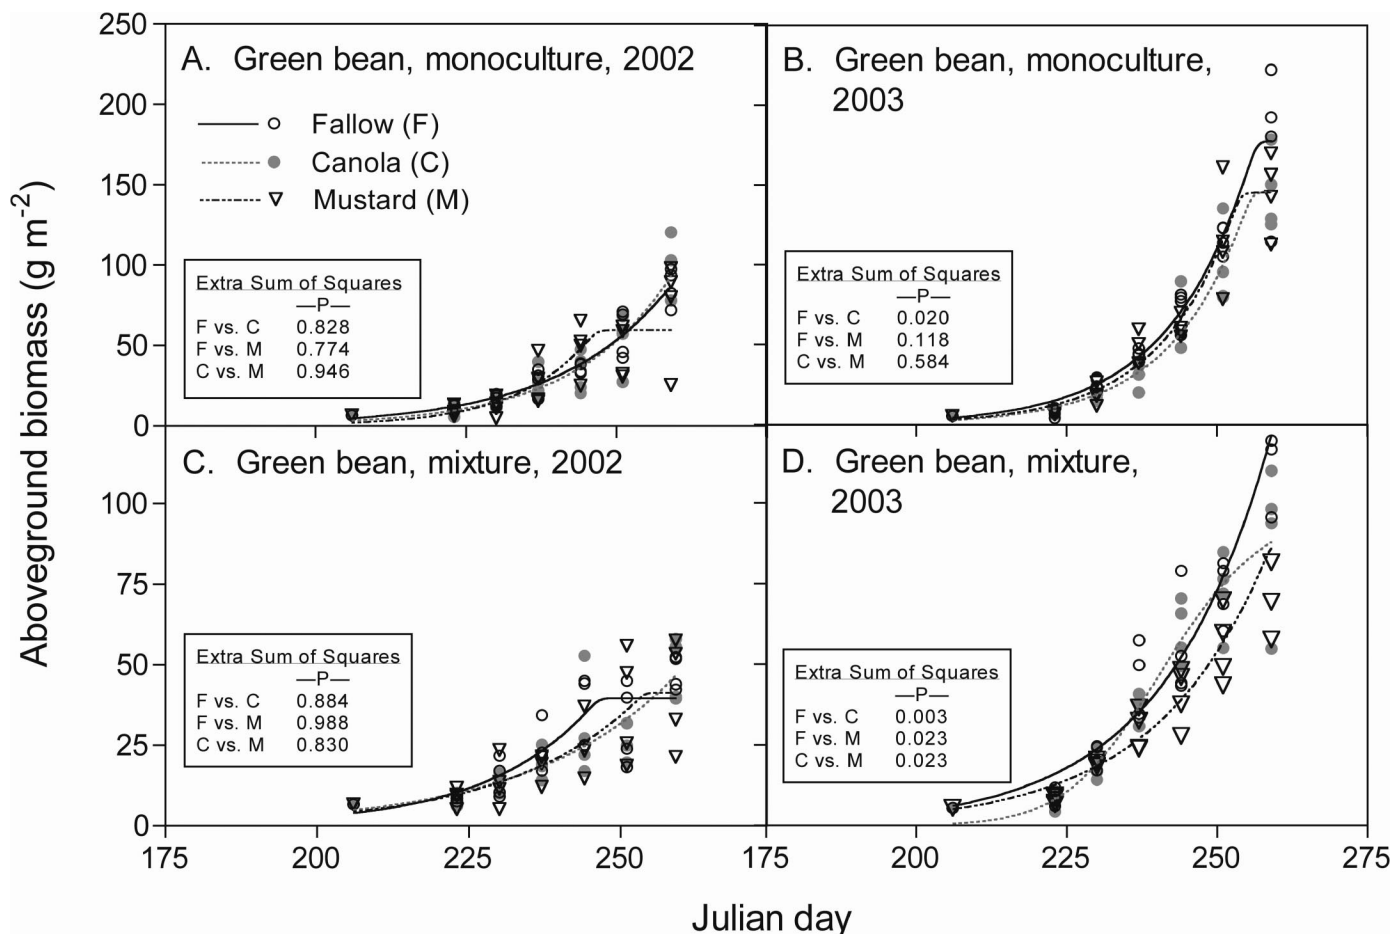 Aboveground biomass (g m-2)
250
200
150
100
50
0
A. Green bean, monoculture, 2002
Fallow (F)
Canola (C)
Mustard (M)
Extra Sum of Squares
—P—
F vs. C 0.828
F vs. M 0.774
C vs. M 0.946
B. Green bean, monoculture,
2003
Extra Sum of Squares
—P—
F vs. C 0.020
F vs. M 0.118
C vs. M 0.584
100
75
50
25
0
C. Green bean, mixture, 2002
Extra Sum of Squares
—P—
F vs. C 0.884
F vs. M 0.988
C vs. M 0.830
D. Green bean, mixture,
2003
Extra Sum of Squares
—P—
F vs. C 0.003
F vs. M 0.023
C vs. M 0.023
175 200 225 250 175 200 225 250 275
Julian day